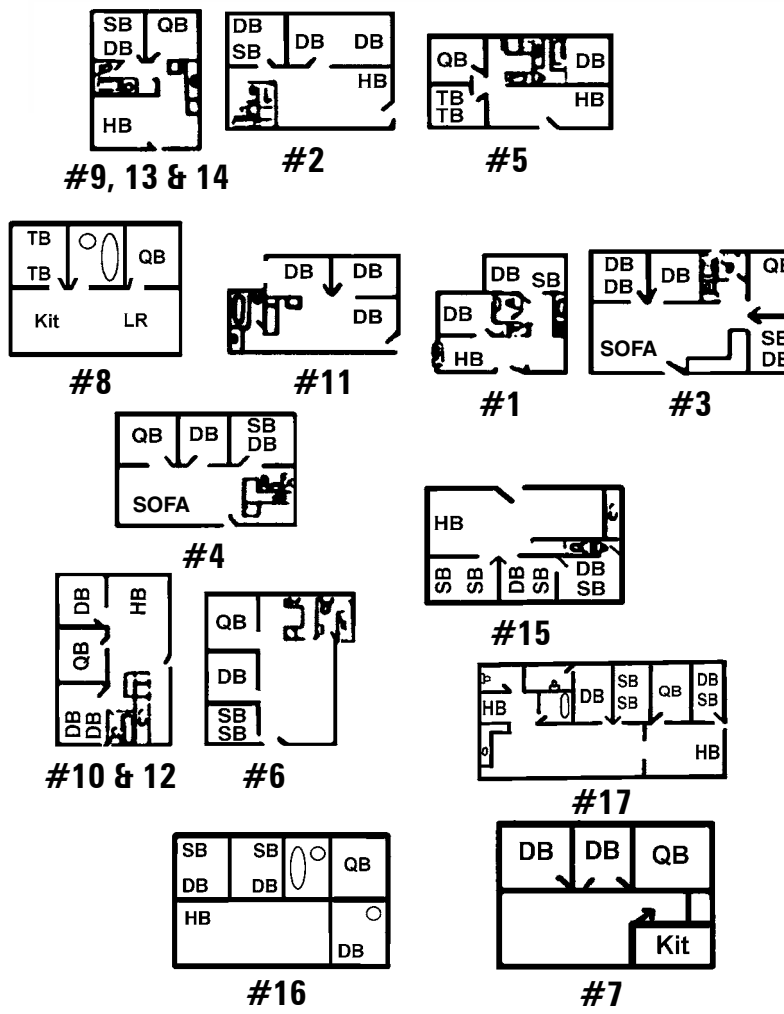 SB QB
DB
HB
#9, 13 & 14
DB DB DB
SB
HB
#2
QB DB
TB HB
TB
#5
TB
QB
TB
Kit LR
#8
DB DB
DB
#11
DB SB
DB
HB
#1
DB DB QB
DB
SOFA SB
DB
#3
QB DB SB
DB
SOFA
#4
HB
SB SB DB SB DB
SB
#15
DB HB
QB
DB DB
#10 & 12
QB
DB
SB
SB
#6
HB DB SB QB DB
SB SB
HB
#17
SB SB QB
DB DB
HB
DB
#16
DB DB QB
Kit
#7